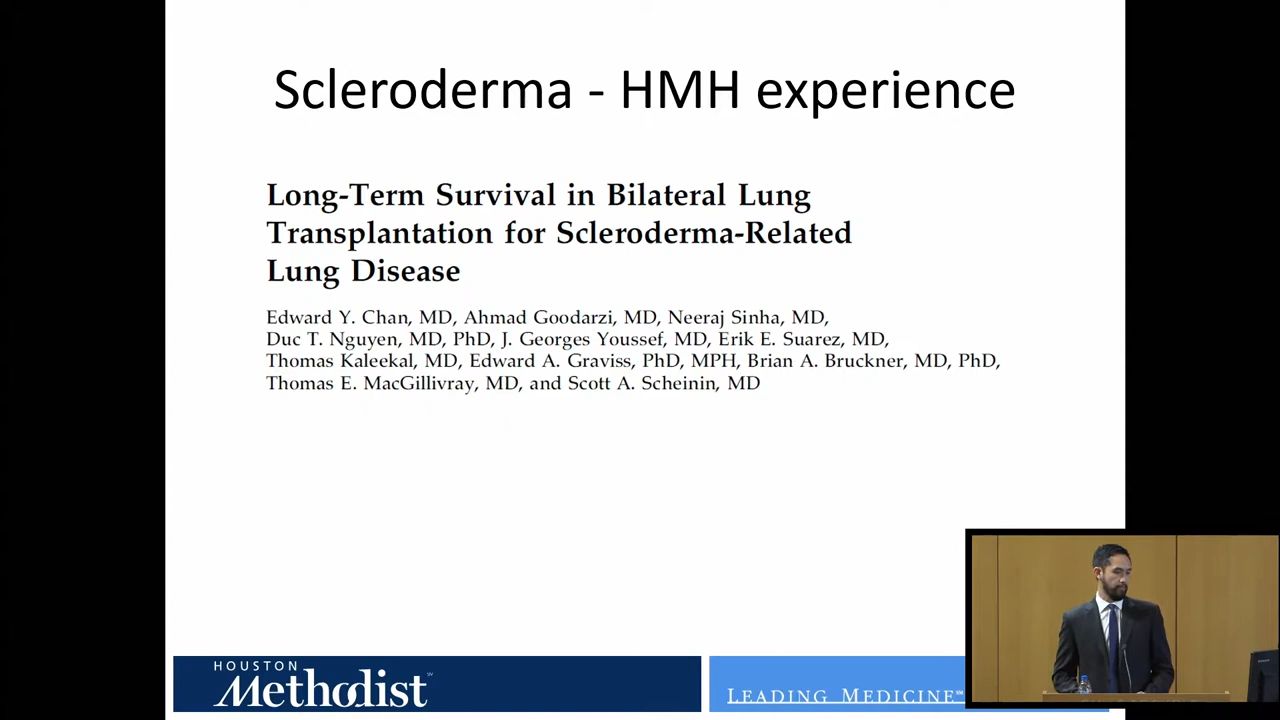 Scleroderma - HMH experience
Long-Term Survival in Bilateral Lung
Transplantation for Scleroderma-Related
Lung Disease
Edward Y. Chan, MD, Ahmad Goodarzi, MD, Neeraj Sinha, MD,
Duc T. Nguyen, MD, PhD, J. Georges Youssef, MD, Erik E. Suarez, MD,
Thomas Kaleekal, MD, Edward A. Graviss, PhD, MPH, Brian A. Bruckner, MD, PhD,
Thomas E. MacGillivray, MD, and Scott A. Scheinin, MD
HOUSTON
Methodist℠
LEADING MEDICINE℠